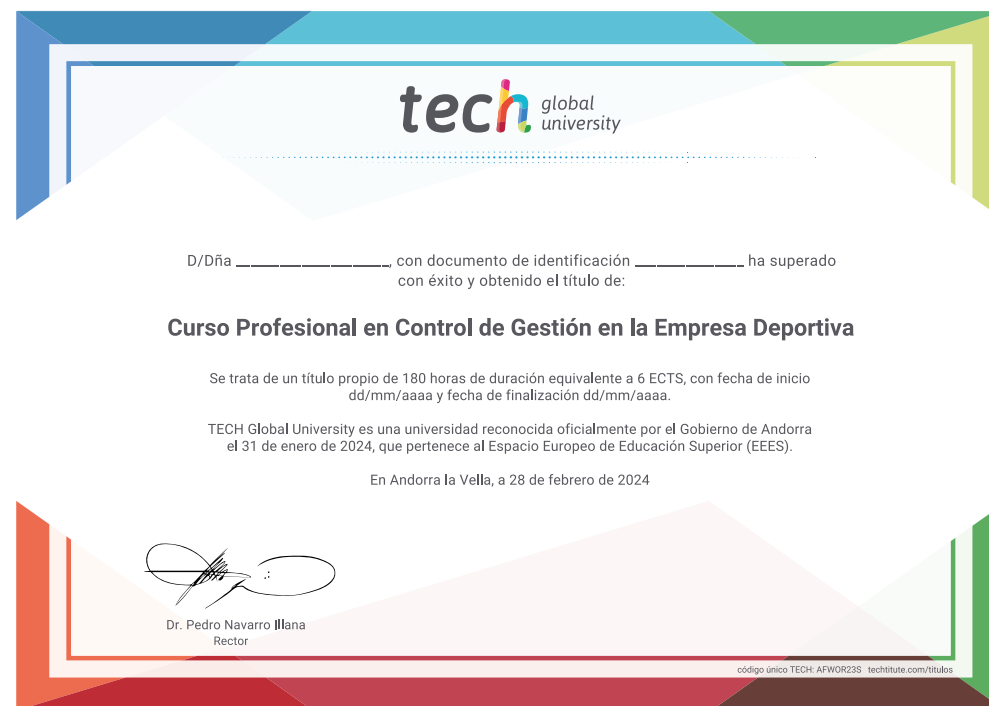 tech global
university
D/Dña ______________________, con documento de identificación _______________ ha superado
con éxito y obtenido el título de:
Curso Profesional en Control de Gestión en la Empresa Deportiva
Se trata de un título propio de 180 horas de duración equivalente a 6 ECTS, con fecha de inicio
dd/mm/aaaa y fecha de finalización dd/mm/aaaa.
TECH Global University es una universidad reconocida oficialmente por el Gobierno de Andorra
el 31 de enero de 2024, que pertenece al Espacio Europeo de Educación Superior (EEES).
En Andorra la Vella, a 28 de febrero de 2024
Dr. Pedro Navarro Illana
Rector
código único TECH: AFWOR23S techtitute.com/titulos